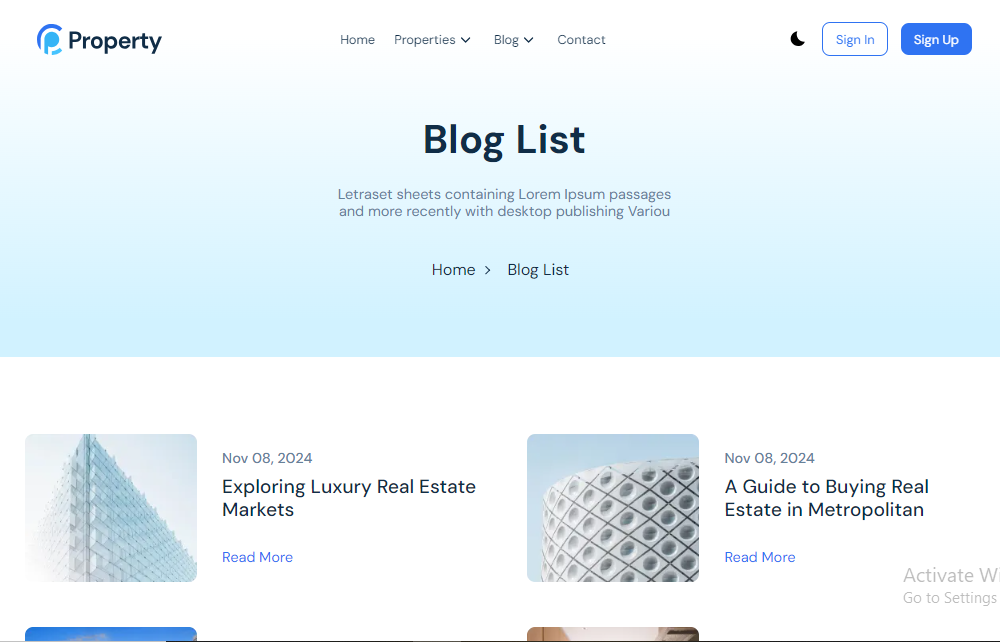 Property
Home Properties Blog Contact
Sign In Sign Up
Blog List
Letraset sheets containing Lorem Ipsum passages
and more recently with desktop publishing Variou
Home > Blog List
Nov 08, 2024
Exploring Luxury Real Estate
Markets
Read More
Nov 08, 2024
A Guide to Buying Real
Estate in Metropolitan
Read More
Activate Wi
Go to Settings